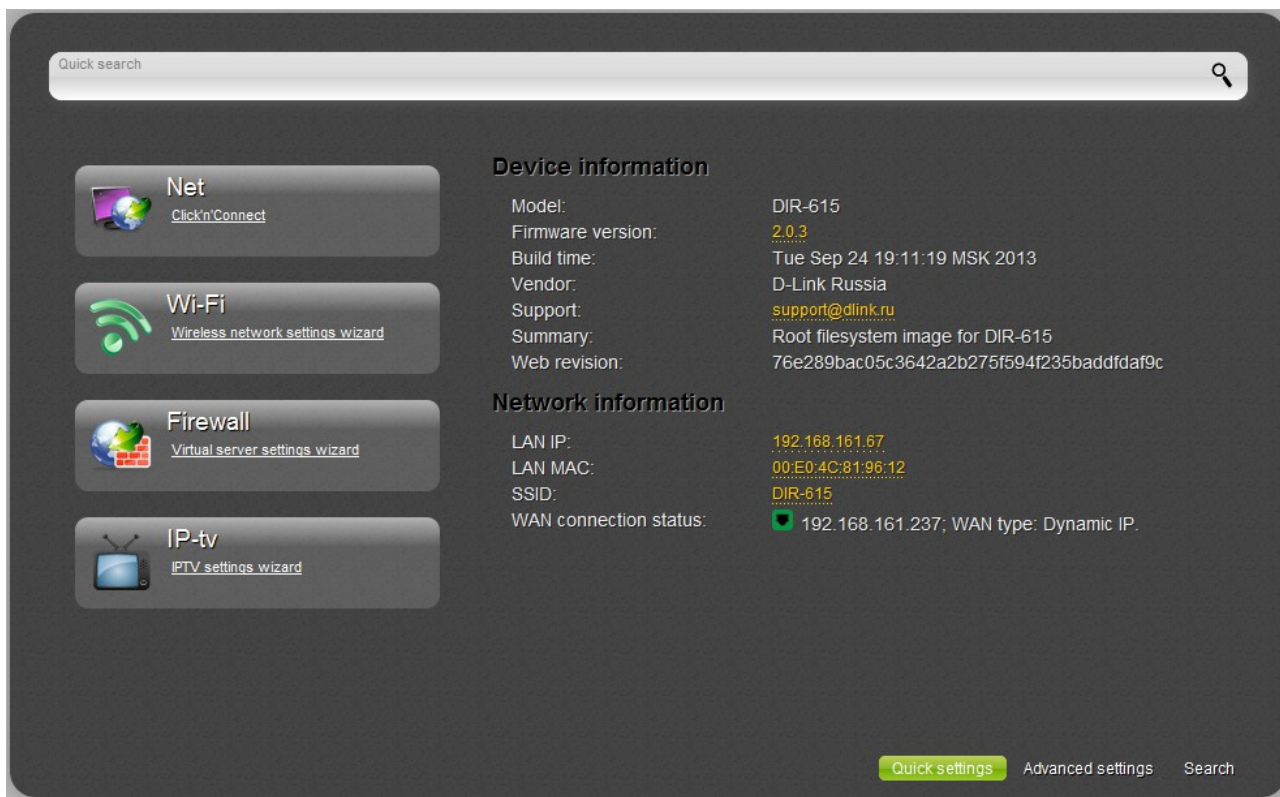 Quick search
Net
Click'n'Connect
Wi-Fi
Wireless network settings wizard
Firewall
Virtual server settings wizard
IP-tv
IPTV settings wizard
Device information
Model: DIR-615
Firmware version: 2.0.3
Build time: Tue Sep 24 19:11:19 MSK 2013
Vendor: D-Link Russia
Support: support@dlink.ru
Summary: Root filesystem image for DIR-615
Web revision: 76e289bac05c3642a2b275f594f235baddfdaf9c
Network information
LAN IP: 192.168.161.67
LAN MAC: 00:E0:4C:81:96:12
SSID: DIR-615
WAN connection status: 192.168.161.237; WAN type: Dynamic IP.
Quick settings Advanced settings Search